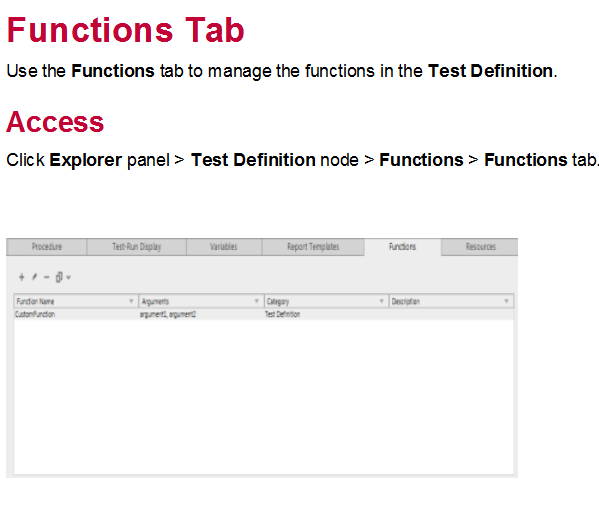 Functions Tab
Use the Functions tab to manage the functions in the Test Definition.
Access
Click Explorer panel > Test Definition node > Functions > Functions tab.
Procedure Test-Run Display Variables Report Templates Functions Resources
Function Name Arguments Category Description
CustomFunction argument1, argument2 Test Definition